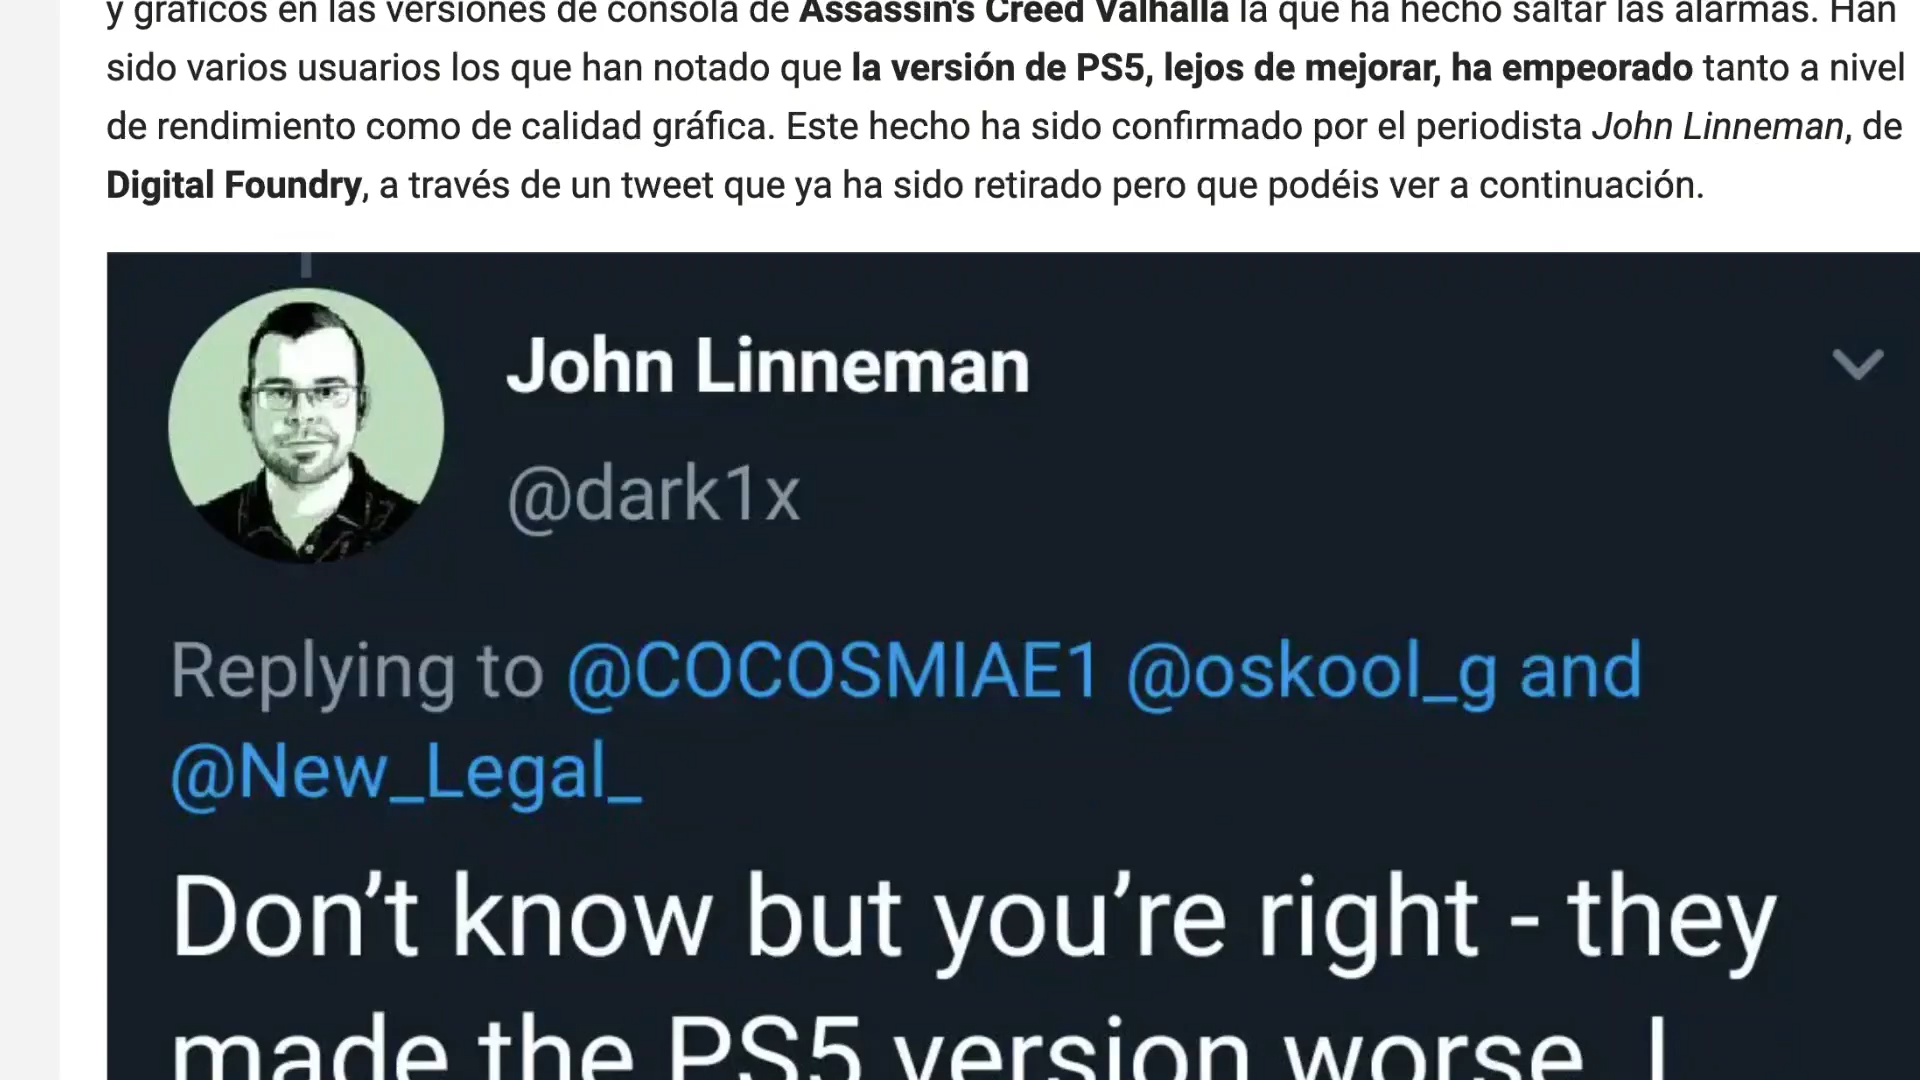 y gráficos en las versiones de consola de Assassin's Creed Valhalla la que ha hecho saltar las alarmas. Han
sido varios usuarios los que han notado que la versión de PS5, lejos de mejorar, ha empeorado tanto a nivel
de rendimiento como de calidad gráfica. Este hecho ha sido confirmado por el periodista John Linneman, de
Digital Foundry, a través de un tweet que ya ha sido retirado pero que podéis ver a continuación.
John Linneman
@dark1x
Replying to @COCOSMIAE1 @oskool_g and
@New_Legal_
Don’t know but you’re right - they
made the PS5 version worse. I